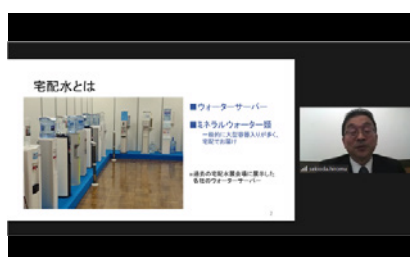 宅配水とは
■ウォーターサーバー
■ミネラルウォーター類
一般的に大型容器入りが多く、
宅配でお届け
※過去の宅配水展会場に展示した
各社のウォーターサーバー